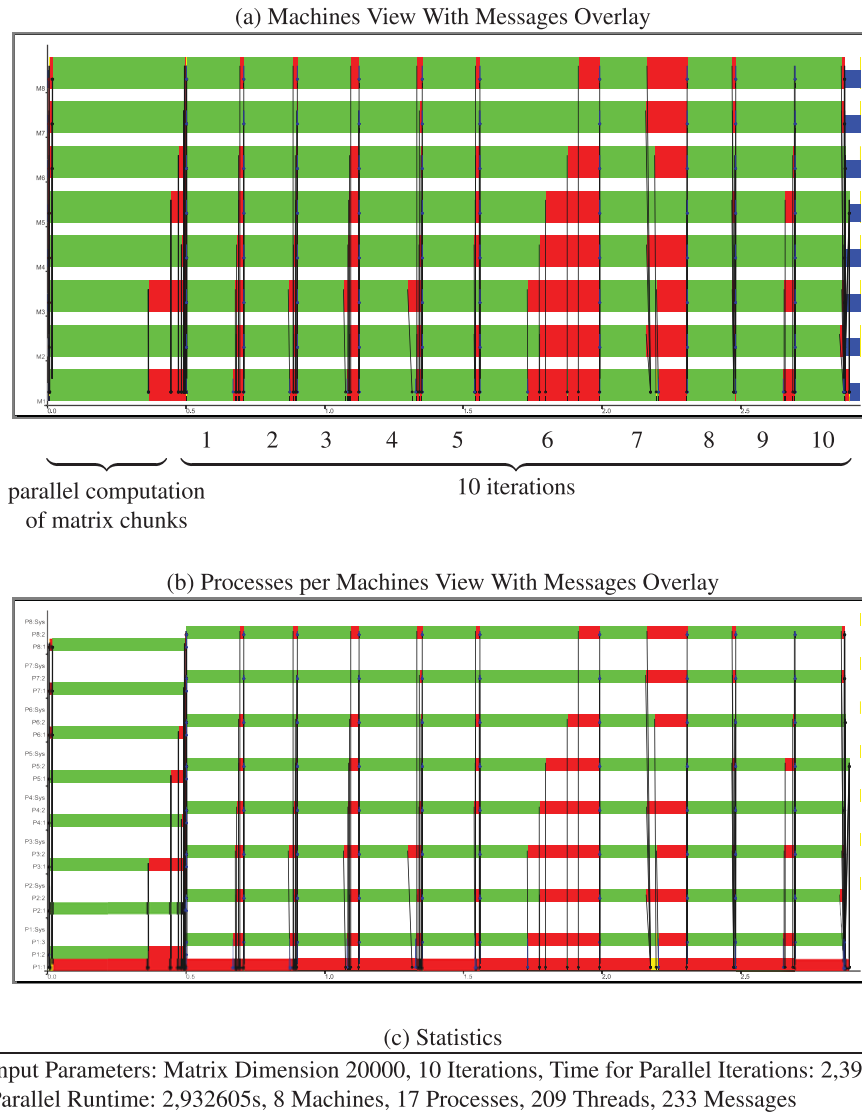 (a) Machines View With Messages Overlay
M8
M7
M6
M5
M4
M3
M2
M1
0.0 0.5 1.0 1.5 2.0 2.5
1 2 3 4 5 6 7 8 9 10
parallel computation
of matrix chunks
10 iterations
(b) Processes per Machines View With Messages Overlay
P8:Sys
P8:2
P8:1
P7:Sys
P7:2
P7:1
P6:Sys
P6:2
P6:1
P5:Sys
P5:2
P5:1
P4:Sys
P4:2
P4:1
P3:Sys
P3:2
P3:1
P2:Sys
P2:2
P2:1
P1:Sys
P1:3
P1:2
P1:1
0.0 0.5 1.0 1.5 2.0 2.5
(c) Statistics
nput Parameters: Matrix Dimension 20000, 10 Iterations, Time for Parallel Iterations: 2,39
Parallel Runtime: 2,932605s, 8 Machines, 17 Processes, 209 Threads, 233 Messages